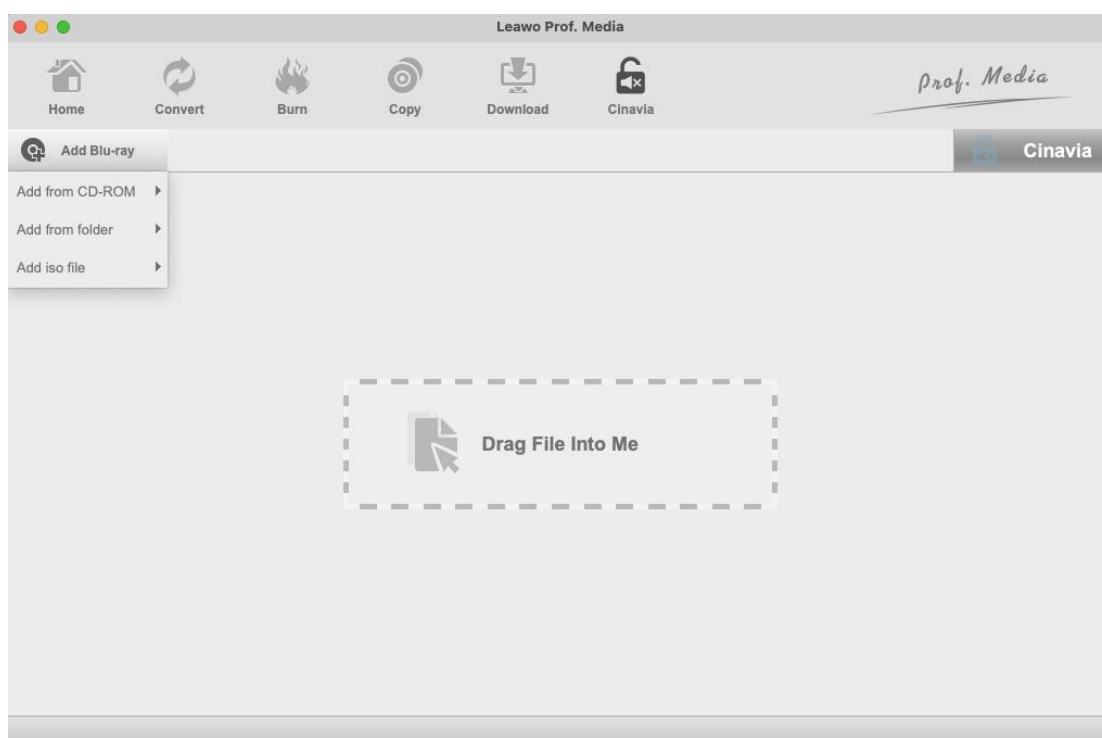 Leawo Prof. Media
Home Convert Burn Copy Download Cinavia
Prof. Media
Add Blu-ray
Cinavia
Add from CD-ROM
Add from folder
Add iso file
Drag File Into Me